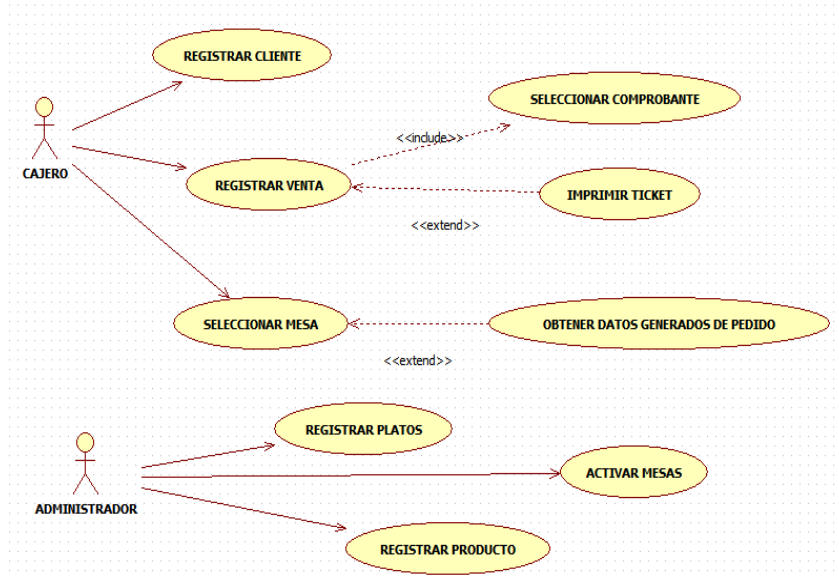 REGISTRAR CLIENTE
SELECCIONAR COMPROBANTE
<<include>>
CAJERO
REGISTRAR VENTA
IMPRIMIR TICKET
<<extend>>
SELECCIONAR MESA
OBTENER DATOS GENERADOS DE PEDIDO
<<extend>>
REGISTRAR PLATOS
ACTIVAR MESAS
ADMINISTRADOR
REGISTRAR PRODUCTO